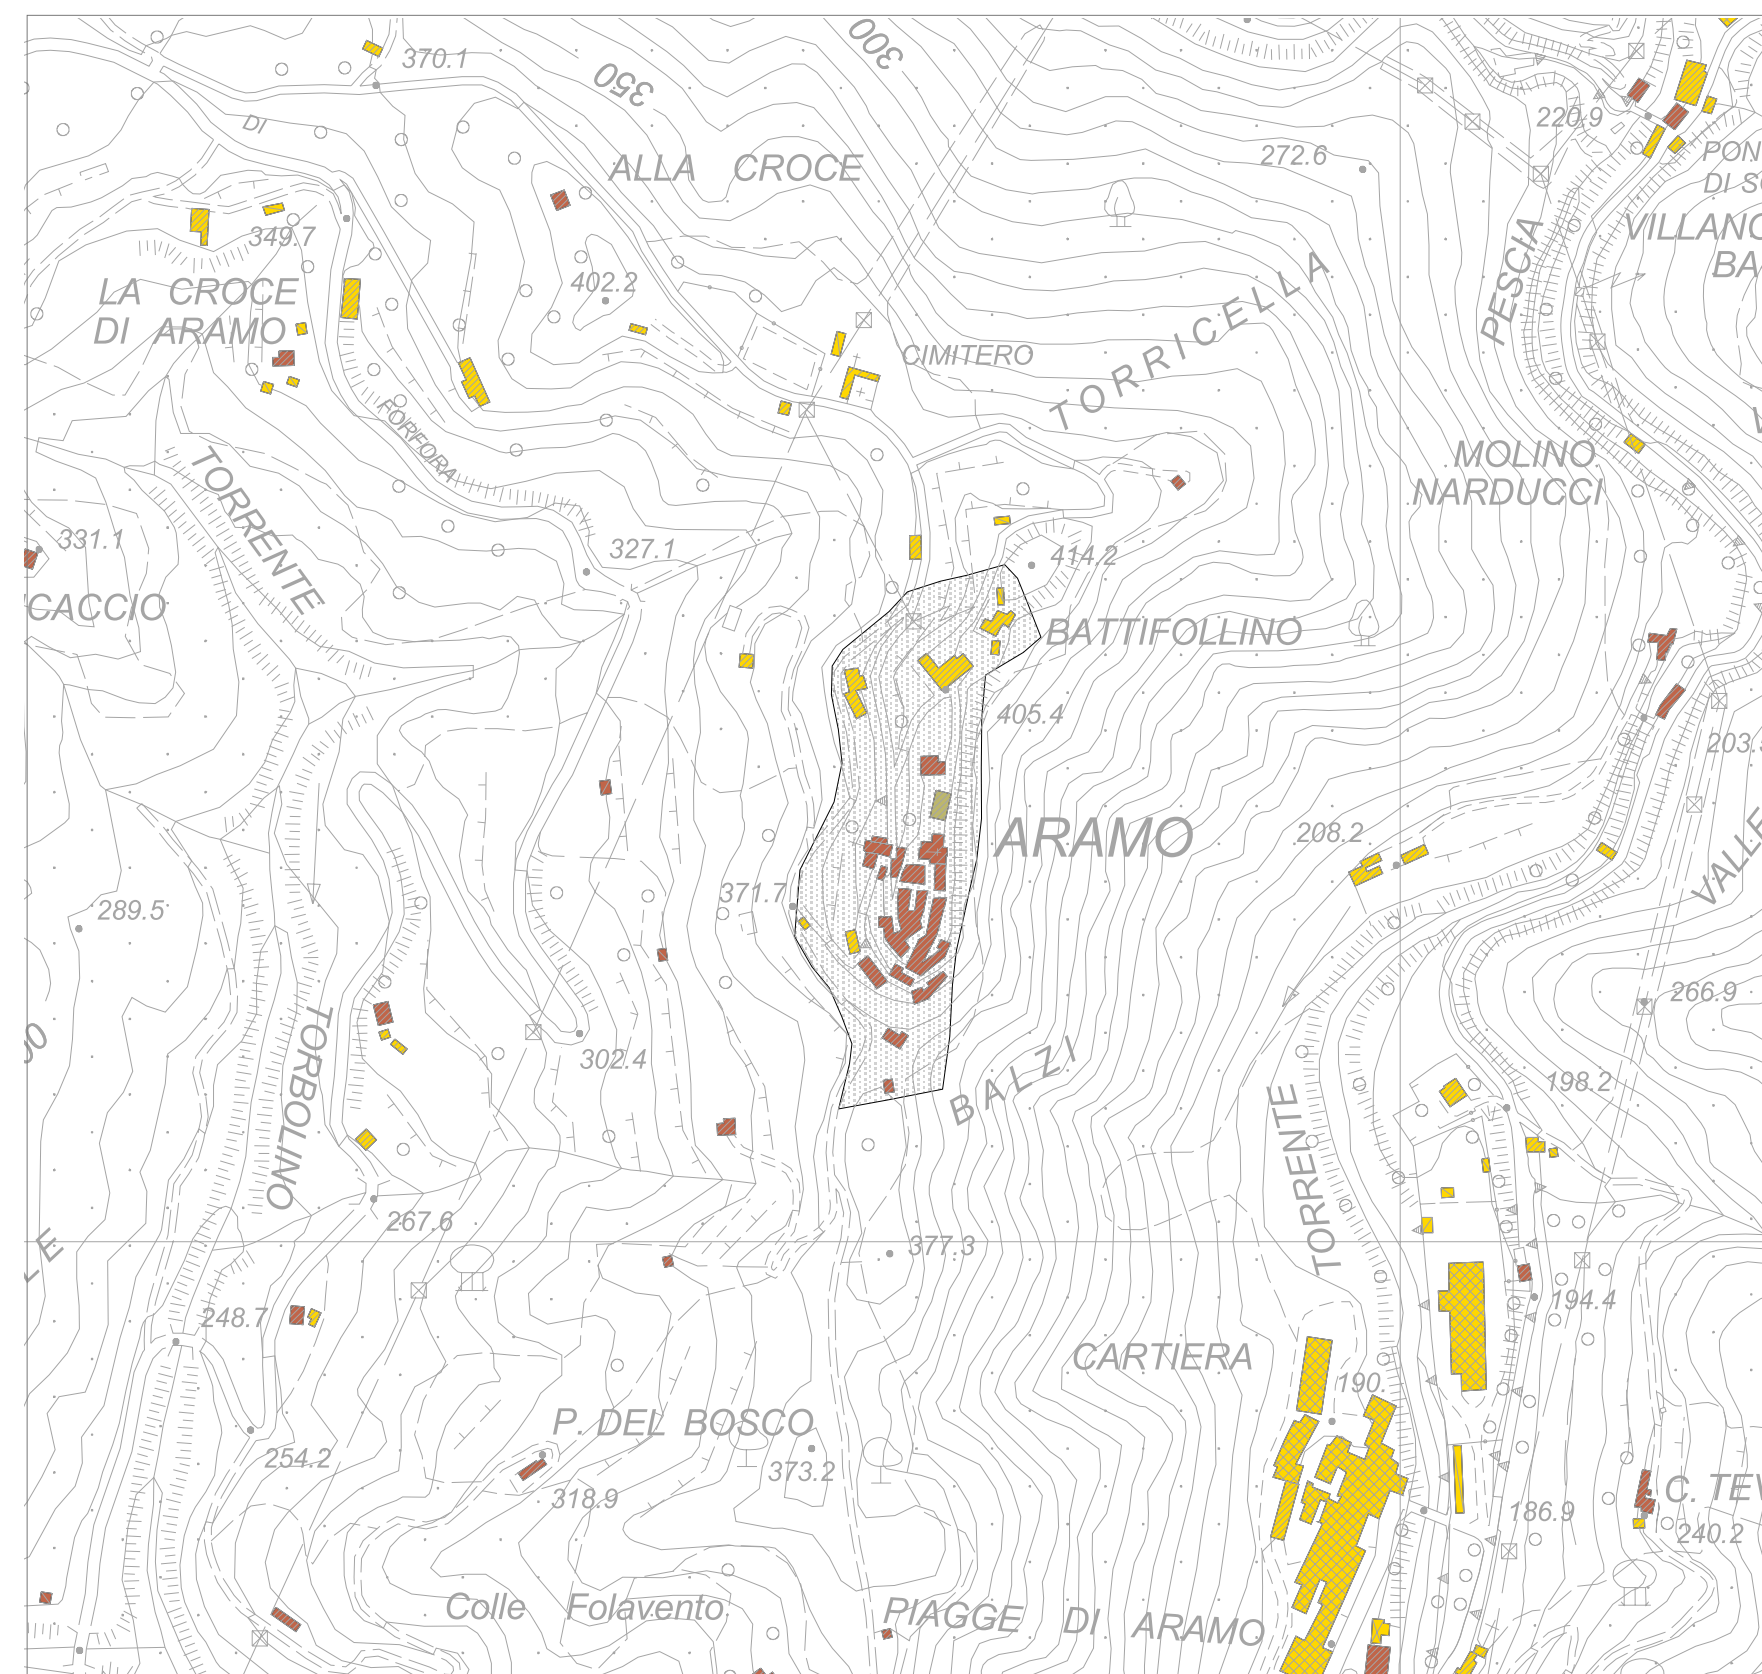 370.1
350
300
220.9
DI
ALLA CROCE
272.6
PON
DI S
349.7
PESCIA
VILLANO
BA
LA CROCE
DI ARAMO
402.2
TORRICELLA
CIMITERO
FORFORA
MOLINO
NARDUCCI
TORRENTE
331.1
327.1
414.2
CACCIO
BATTIFOLLINO
405.4
203.
ARAMO
208.2
VALLE
371.7
289.5
266.9
TORBOLINO
302.4
BALZI
198.2
TORRENTE
267.6
377.3
LE
248.7
194.4
CARTIERA
190.
P. DEL BOSCO
254.2
373.2
318.9
C. TEV
186.9
240.2
Colle Folavento
PIAGGE DI ARAMO